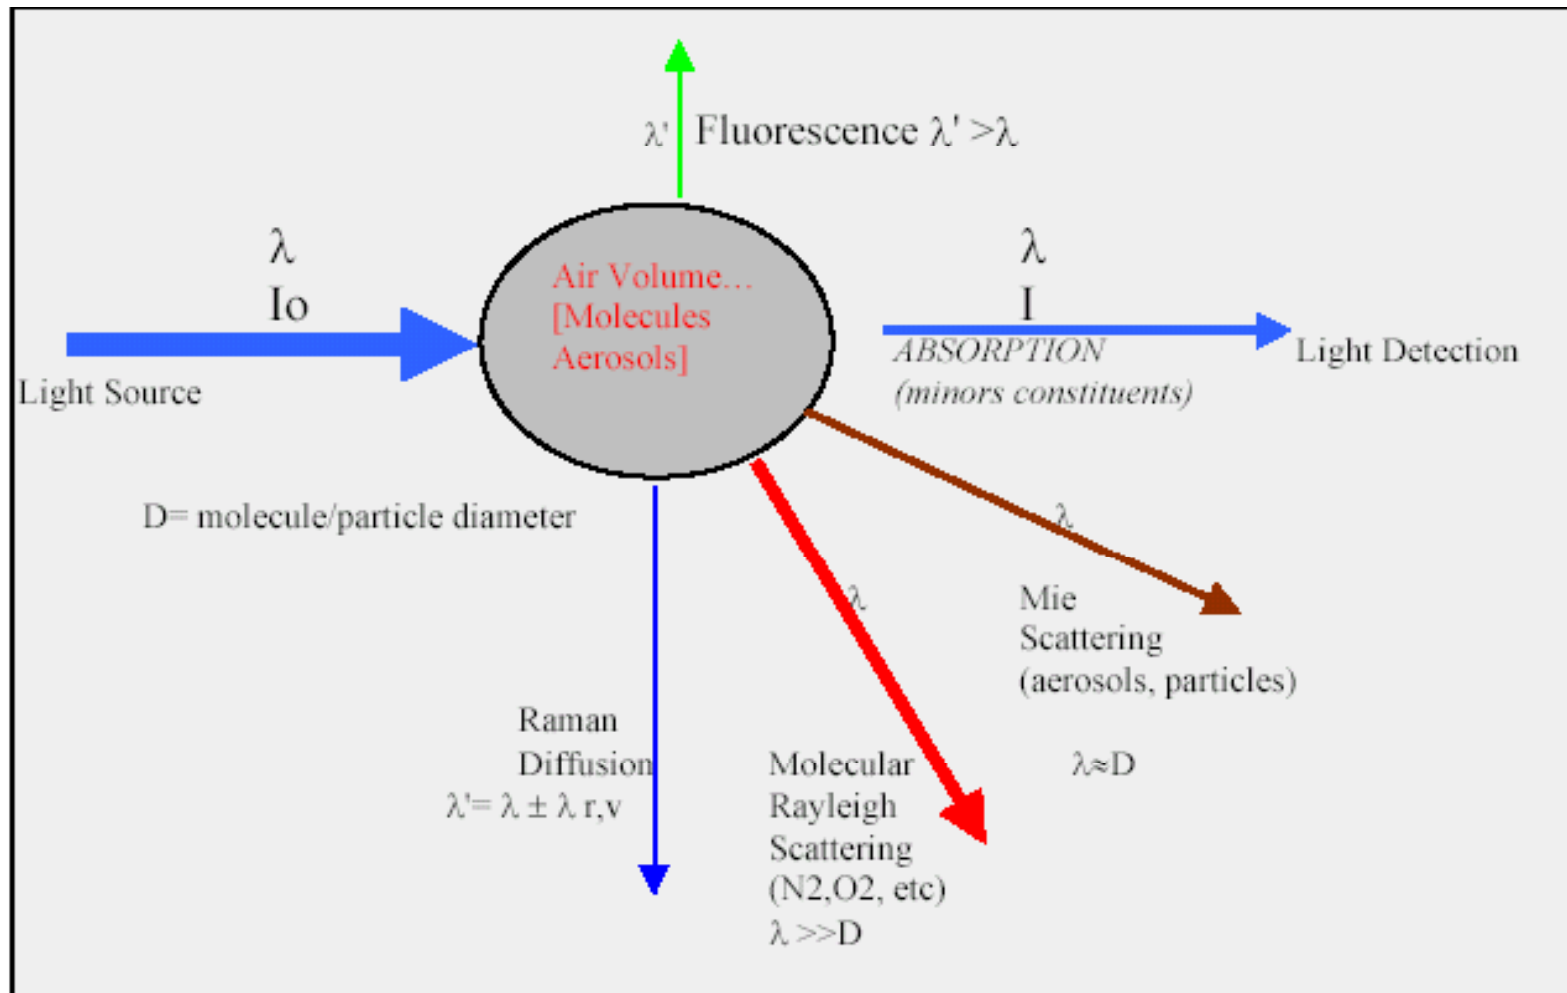 λ'
Fluorescence λ' >λ
λ
Io
λ
I
Air Volume…
[Molecules
Aerosols]
Light Source
ABSORPTION
(minors constituents)
Light Detection
D= molecule/particle diameter
λ
λ
Mie
Scattering
(aerosols, particles)
λ≈D
Raman
Diffusion
λ'= λ ± λ r,v
Molecular
Rayleigh
Scattering
(N2,O2, etc)
λ >>D